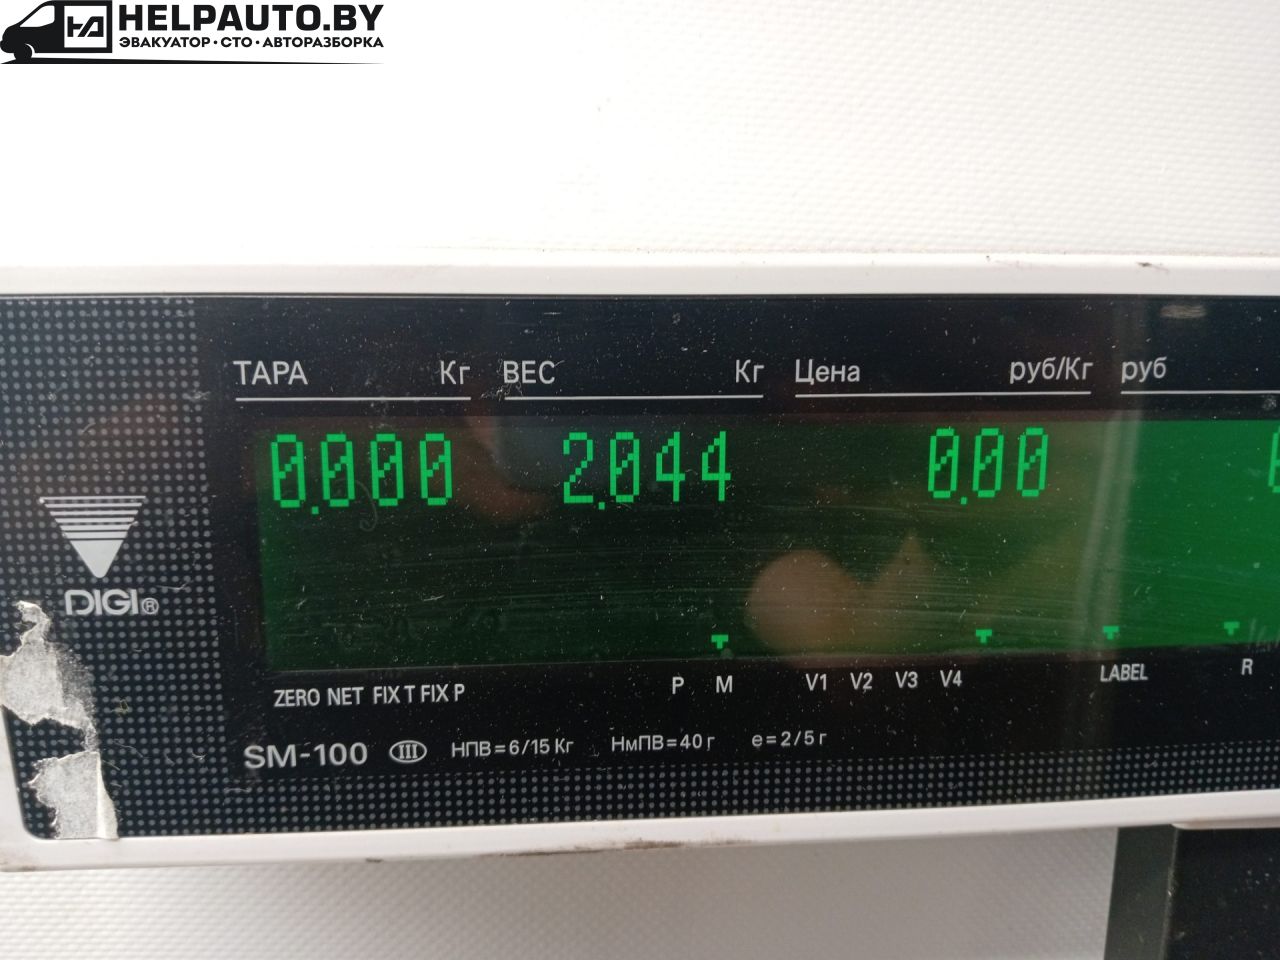 HELPAUTO.BY
ЭВАКУАТОР·СТО·АВТОРАЗБОРКА
ТАРА Кг ВЕС Кг Цена руб/Кг руб
0.000 2.044 0.00
DIGI®
ZERO NET FIX T FIX P P M V1 V2 V3 V4 LABEL R
SM-100 III НПВ=6/15 Кг НмПВ=40 г e=2/5 г